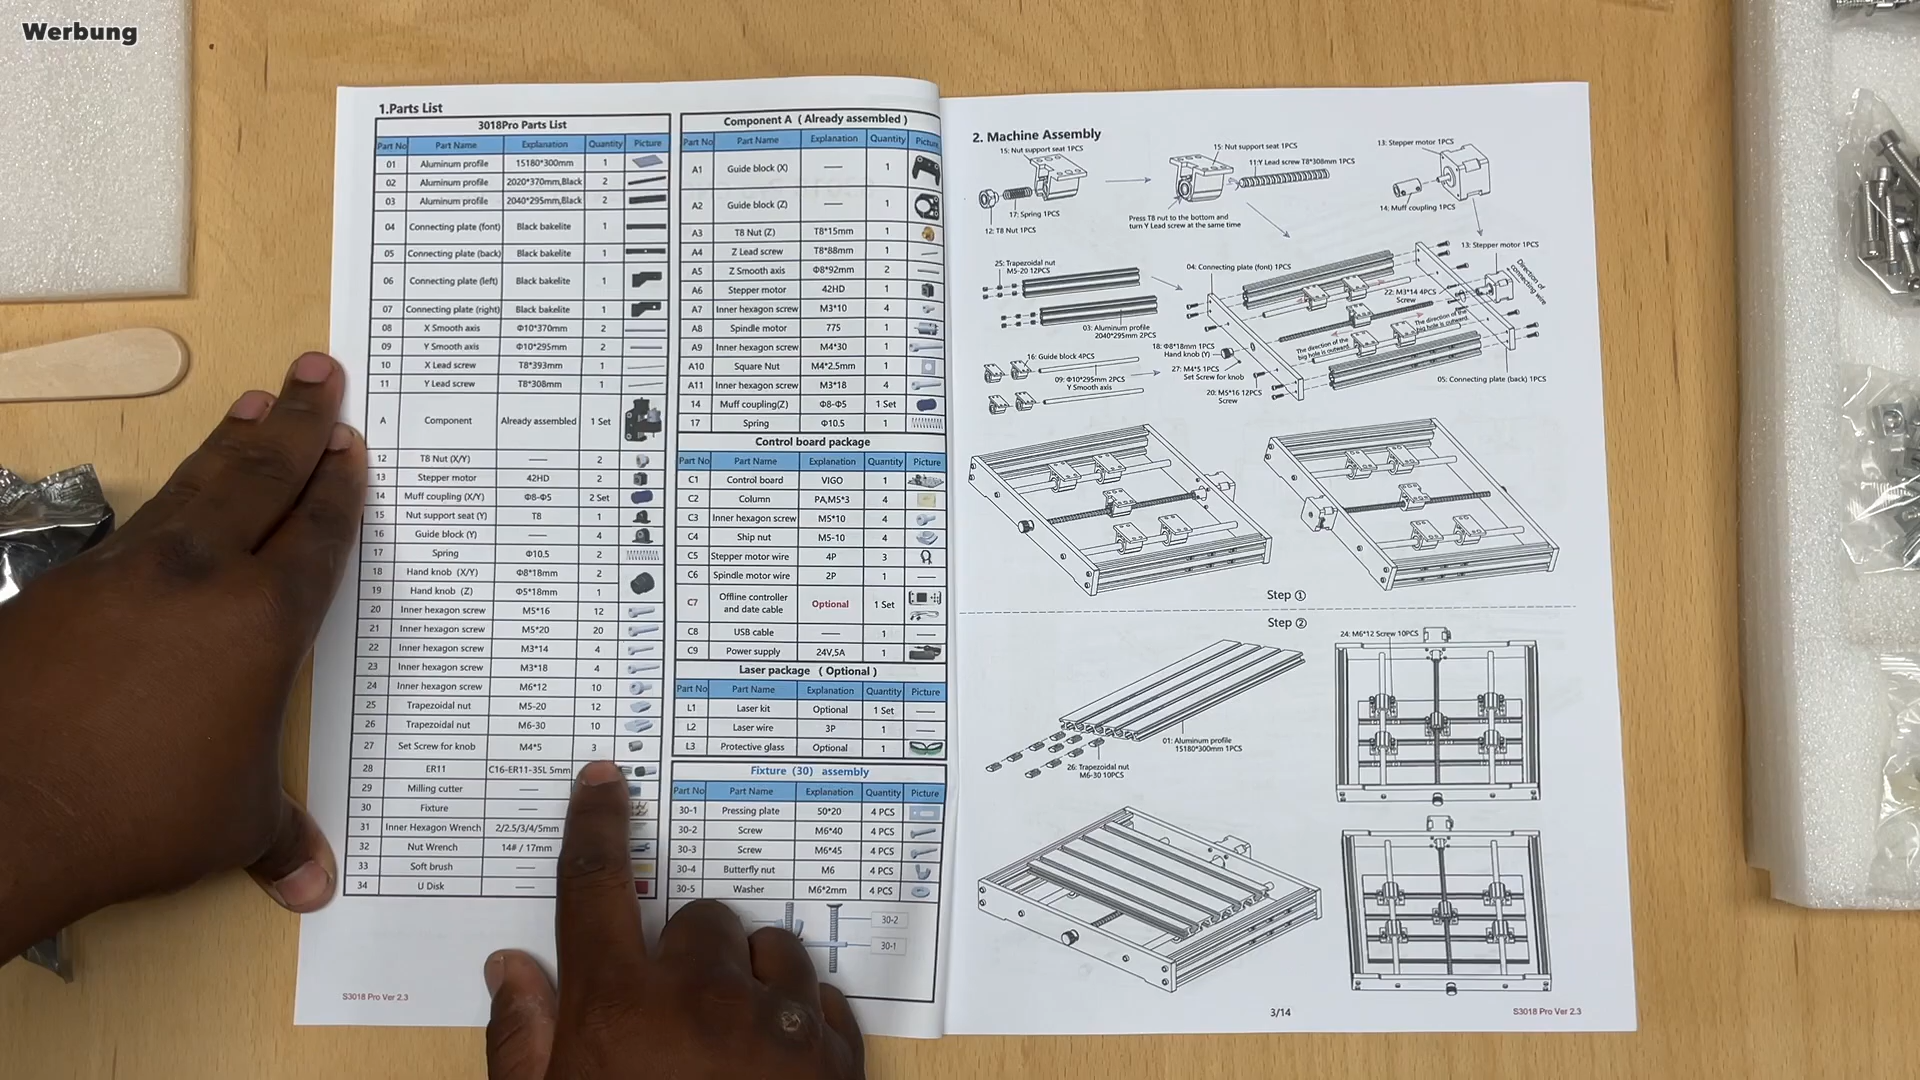 Werbung
1.Parts List
3018Pro Parts List
Part No Part Name Explanation Quantity Picture
01 Aluminum profile 15180*300mm 1
02 Aluminum profile 2020*370mm,Black 2
03 Aluminum profile 2040*295mm,Black 2
04 Connecting plate (font) Black bakelite 1
05 Connecting plate (back) Black bakelite 1
06 Connecting plate (left) Black bakelite 1
07 Connecting plate (right) Black bakelite 1
08 X Smooth axis Φ10*370mm 2
09 Y Smooth axis Φ10*295mm 2
10 X Lead screw T8*393mm 1
11 Y Lead screw T8*308mm 1
A Component Already assembled 1 Set
12 T8 Nut (X/Y) —— 2
13 Stepper motor 42HD 2
14 Muff coupling (X/Y) Φ8-Φ5 2 Set
15 Nut support seat (Y) T8 1
16 Guide block (Y) —— 4
17 Spring Φ10.5 2
18 Hand knob (X/Y) Φ8*18mm 2
19 Hand knob (Z) Φ5*18mm 1
20 Inner hexagon screw M5*16 12
21 Inner hexagon screw M5*20 20
22 Inner hexagon screw M3*14 4
23 Inner hexagon screw M3*18 4
24 Inner hexagon screw M6*12 10
25 Trapezoidal nut M5-20 12
26 Trapezoidal nut M6-30 10
27 Set Screw for knob M4*5 3
28 ER11 C16-ER11-35L 5mm
29 Milling cutter ——
30 Fixture ——
31 Inner Hexagon Wrench 2/2.5/3/4/5mm
32 Nut Wrench 14# / 17mm
33 Soft brush ——
34 U Disk ——
S3018 Pro Ver 2.3
Component A ( Already assembled )
Part No Part Name Explanation Quantity Picture
A1 Guide block (X) —— 1
A2 Guide block (Z) —— 1
A3 T8 Nut (Z) T8*15mm 1
A4 Z Lead screw T8*88mm 1
A5 Z Smooth axis Φ8*92mm 2
A6 Stepper motor 42HD 1
A7 Inner hexagon screw M3*10 4
A8 Spindle motor 775 1
A9 Inner hexagon screw M4*30 1
A10 Square Nut M4*2.5mm 1
A11 Inner hexagon screw M3*18 4
14 Muff coupling(Z) Φ8-Φ5 1 Set
17 Spring Φ10.5 1
Control board package
Part No Part Name Explanation Quantity Picture
C1 Control board VIGO 1
C2 Column PA,M5*3 4
C3 Inner hexagon screw M5*10 4
C4 Ship nut M5-10 4
C5 Stepper motor wire 4P 3
C6 Spindle motor wire 2P 1
C7 Offline controller and date cable Optional 1 Set
C8 USB cable —— 1
C9 Power supply 24V,5A 1
Laser package ( Optional )
Part No Part Name Explanation Quantity Picture
L1 Laser kit Optional 1 Set
L2 Laser wire 3P 1
L3 Protective glass Optional 1
Fixture (30) assembly
Part No Part Name Explanation Quantity Picture
30-1 Pressing plate 50*20 4 PCS
30-2 Screw M6*40 4 PCS
30-3 Screw M6*45 4 PCS
30-4 Butterfly nut M6 4 PCS
30-5 Washer M6*2mm 4 PCS
30-2
30-1
2. Machine Assembly
15: Nut support seat 1PCS
17: Spring 1PCS
12: T8 Nut 1PCS
15: Nut support seat 1PCS
11:Y Lead screw T8*308mm 1PCS
Press T8 nut to the bottom and
turn Y Lead screw at the same time
13: Stepper motor 1PCS
14: Muff coupling 1PCS
25: Trapezoidal nut
M5-20 12PCS
03: Aluminum profile
2040*295mm 2PCS
16: Guide block 4PCS
09: Φ10*295mm 2PCS
Y Smooth axis
04: Connecting plate (font) 1PCS
13: Stepper motor 1PCS
Direction of
connecting wire
22: M3*14 4PCS
Screw
The direction of the
big hole is outward.
The direction of the
big hole is outward.
18: Φ8*18mm 1PCS
Hand knob (Y)
27: M4*5 1PCS
Set Screw for knob
20: M5*16 12PCS
Screw
05: Connecting plate (back) 1PCS
Step ①
Step ②
01: Aluminum profile
15180*300mm 1PCS
26: Trapezoidal nut
M6-30 10PCS
24: M6*12 Screw 10PCS
3/14
S3018 Pro Ver 2.3